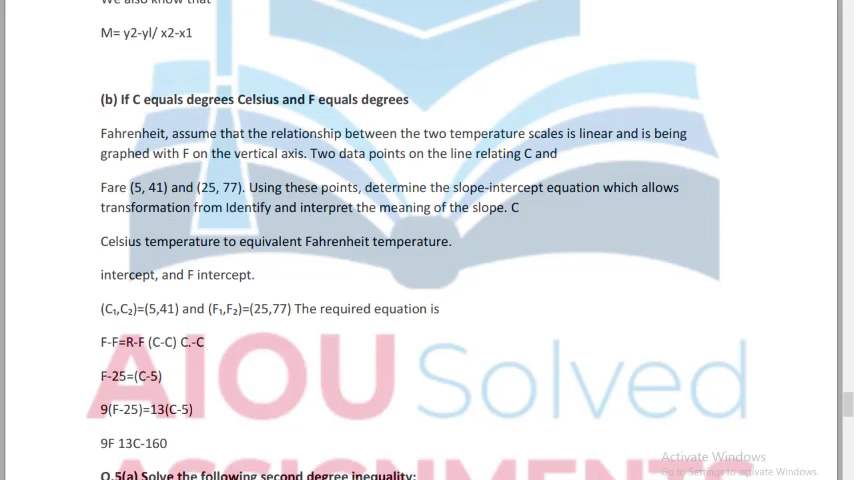 We also know that
M= y2-yl/ x2-x1
(b) If C equals degrees Celsius and F equals degrees
Fahrenheit, assume that the relationship between the two temperature scales is linear and is being
graphed with F on the vertical axis. Two data points on the line relating C and
Fare (5, 41) and (25, 77). Using these points, determine the slope-intercept equation which allows
transformation from Identify and interpret the meaning of the slope. C
Celsius temperature to equivalent Fahrenheit temperature.
intercept, and F intercept.
(C₁,C₂)=(5,41) and (F₁,F₂)=(25,77) The required equation is
F-F=R-F (C-C) C.-C
F-25=(C-5)
9(F-25)=13(C-5)
9F 13C-160
Q.5(a) Solve the following second degree inequality:
AIOU Solved
ASSIGNMENTS
Activate Windows
Go to Settings to activate Windows.